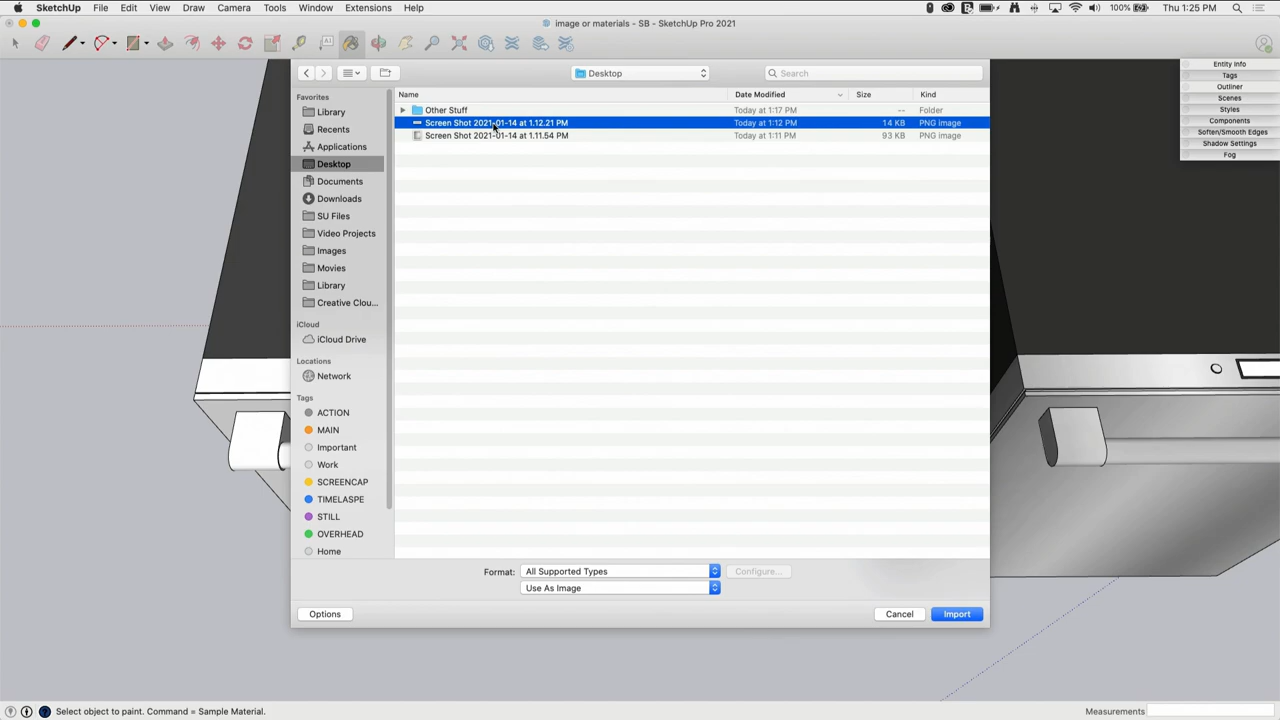 SketchUp File Edit View Draw Camera Tools Window Extensions Help 100% Thu 1:25 PM
image or materials - SB - SketchUp Pro 2021
Desktop Search
Favorites
Library
Recents
Applications
Desktop
Documents
Downloads
SU Files
Video Projects
Images
Movies
Library
Creative Clou...
iCloud
iCloud Drive
Locations
Network
Tags
ACTION
MAIN
Important
Work
SCREENCAP
TIMELASPE
STILL
OVERHEAD
Home
Name Date Modified Size Kind
Other Stuff Today at 1:17 PM -- Folder
Screen Shot 2021-01-14 at 1.12.21 PM Today at 1:12 PM 14 KB PNG image
Screen Shot 2021-01-14 at 1.11.54 PM Today at 1:11 PM 93 KB PNG image
Format: All Supported Types Configure...
Use As Image
Options Cancel Import
Entity Info
Tags
Outliner
Scenes
Styles
Components
Soften/Smooth Edges
Shadow Settings
Fog
Select object to paint. Command = Sample Material.
Measurements